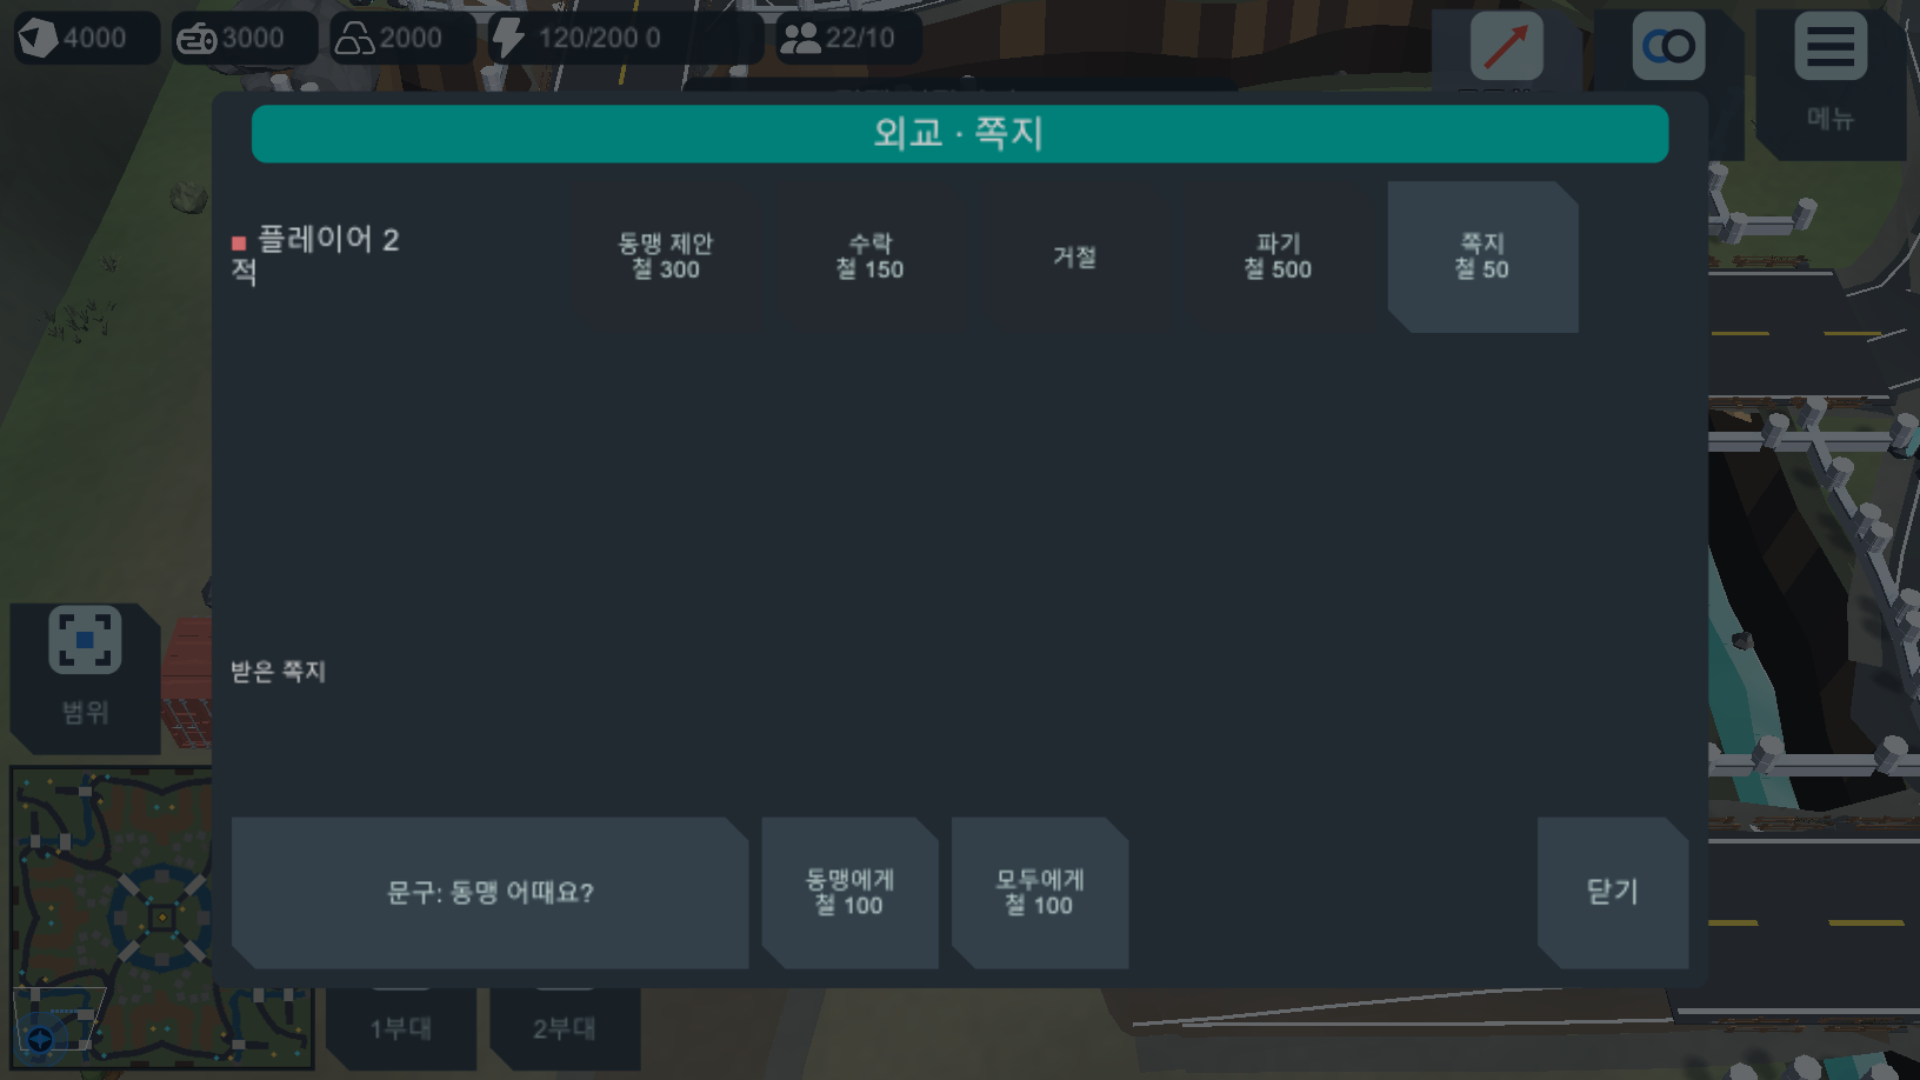 4000
3000
2000
120/200 0
22/10
메뉴
외교 · 쪽지
플레이어 2
적
동맹 제안
철 300
수락
철 150
거절
파기
철 500
쪽지
철 50
범위
받은 쪽지
문구: 동맹 어때요?
동맹에게
철 100
모두에게
철 100
닫기
1부대
2부대